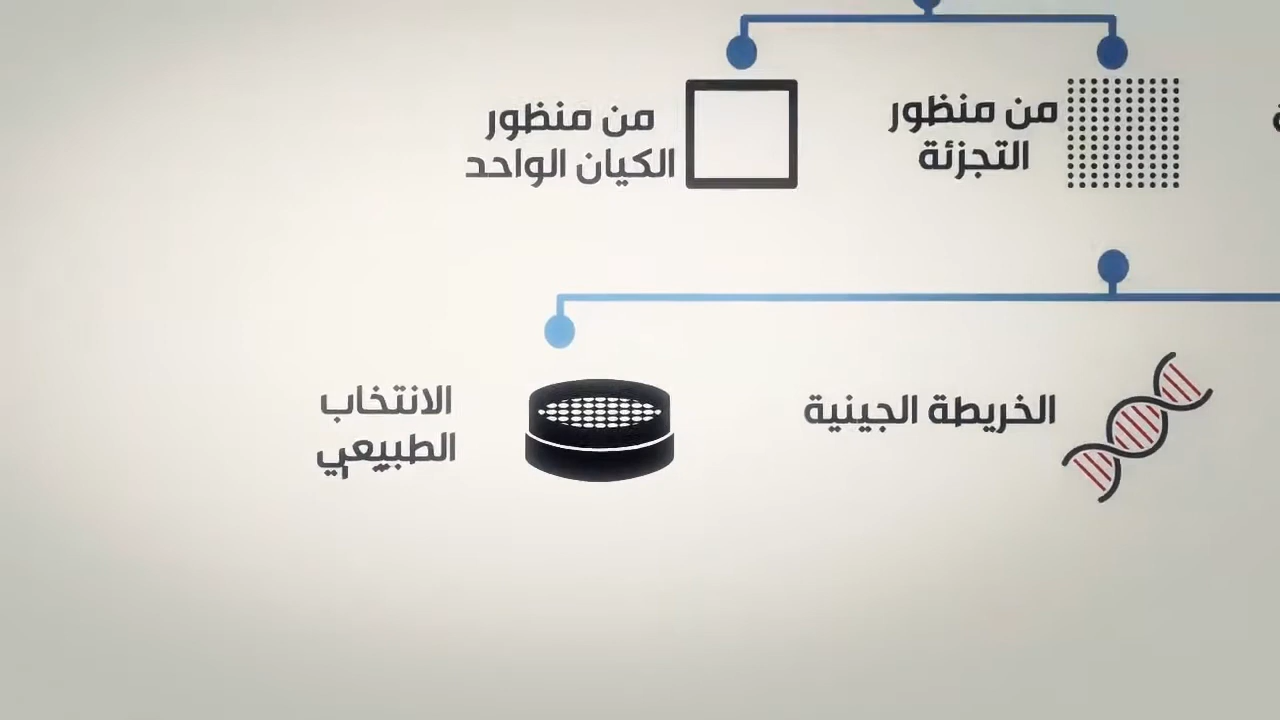 من منظور
التجزئة
من منظور
الكيان الواحد
الخريطة الجينية
الانتخاب
الطبيعي